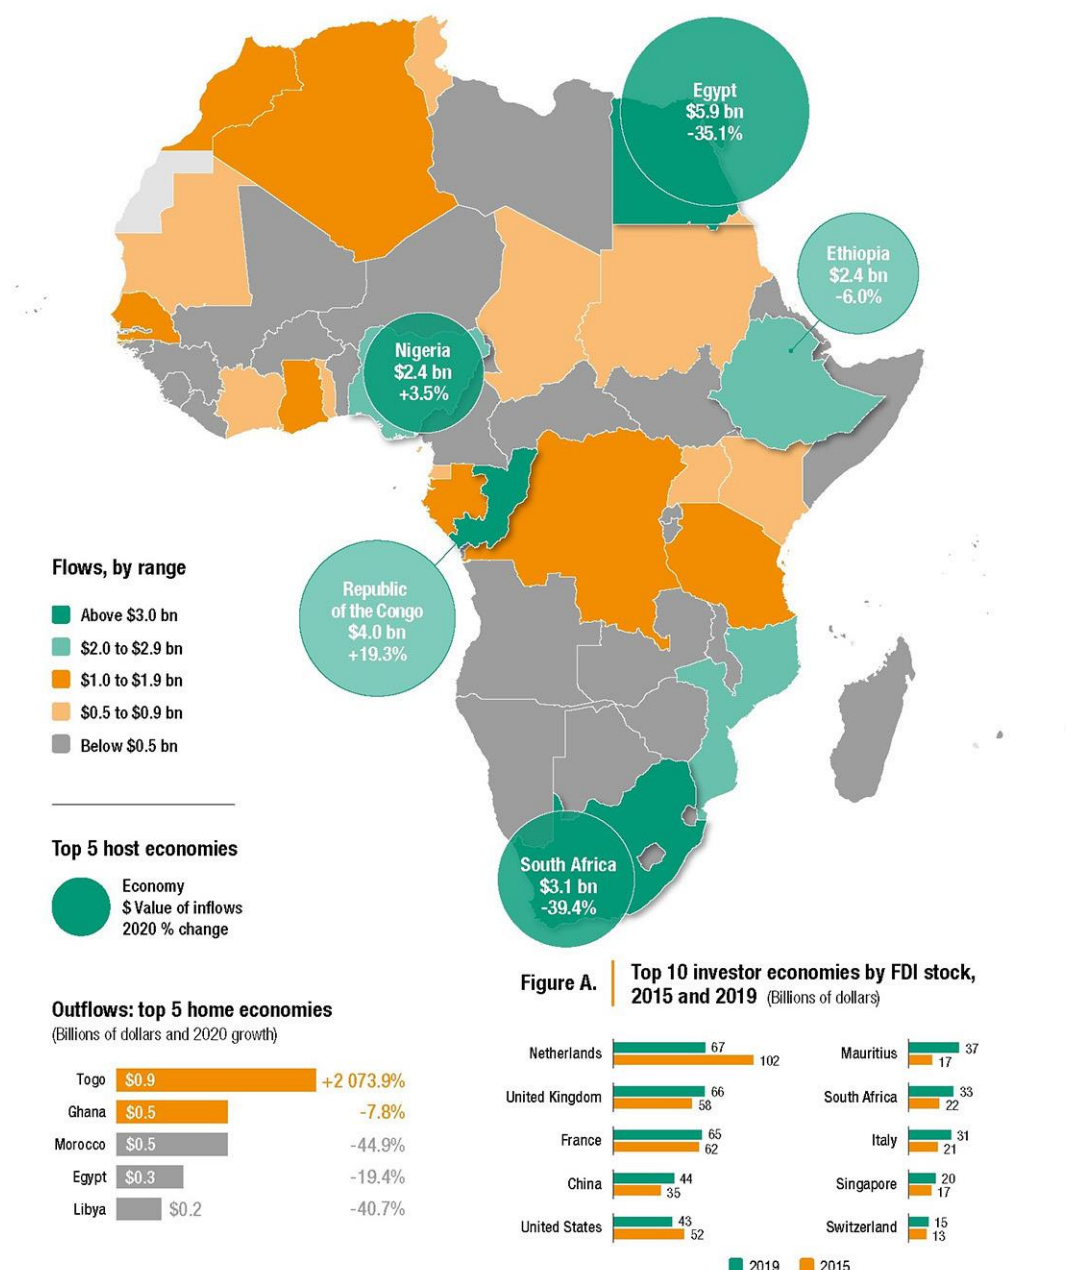 Egypt
$5.9 bn
-35.1%
Ethiopia
$2.4 bn
-6.0%
Nigeria
$2.4 bn
+3.5%
Republic
of the Congo
$4.0 bn
+19.3%
South Africa
$3.1 bn
-39.4%
Flows, by range
Above $3.0 bn
$2.0 to $2.9 bn
$1.0 to $1.9 bn
$0.5 to $0.9 bn
Below $0.5 bn
Top 5 host economies
Economy
$ Value of inflows
2020 % change
Outflows: top 5 home economies
(Billions of dollars and 2020 growth)
Togo $0.9 +2 073.9%
Ghana $0.5 -7.8%
Morocco $0.5 -44.9%
Egypt $0.3 -19.4%
Libya $0.2 -40.7%
Figure A.
Top 10 investor economies by FDI stock,
2015 and 2019 (Billions of dollars)
Netherlands 67
102
United Kingdom 66
58
France 65
62
China 44
35
United States 43
52
Mauritius 37
17
South Africa 33
22
Italy 31
21
Singapore 20
17
Switzerland 15
13
2019 2015